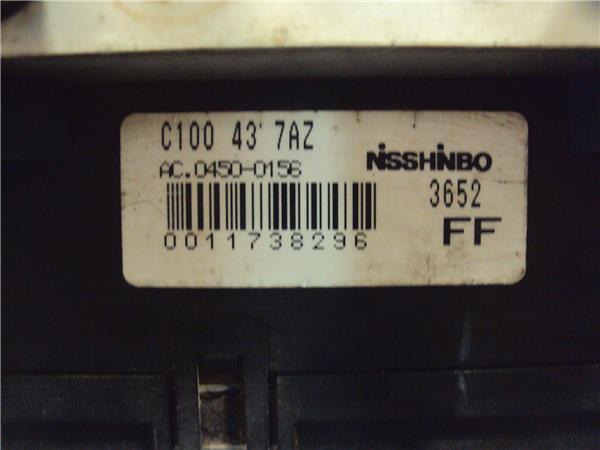 C100 43 7AZ
NISSHINBO
AC.0450-0156
3652
0011738296
FF